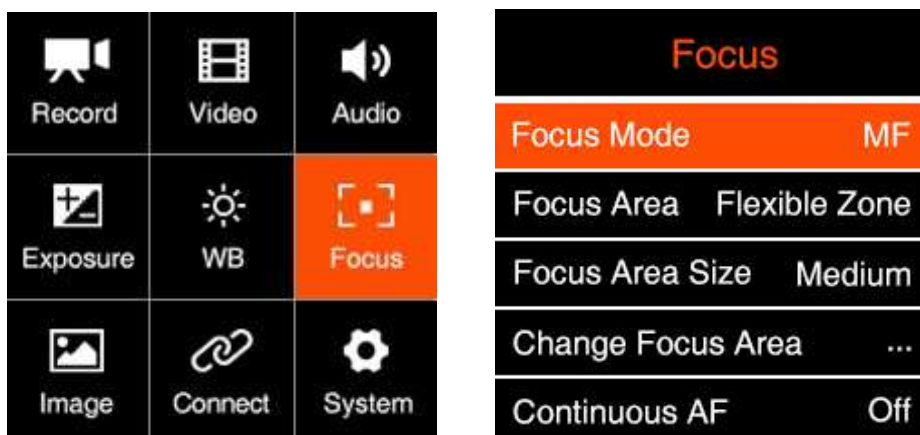 Record Video Audio
Exposure WB Focus
Image Connect System
Focus
Focus Mode MF
Focus Area Flexible Zone
Focus Area Size Medium
Change Focus Area ...
Continuous AF Off